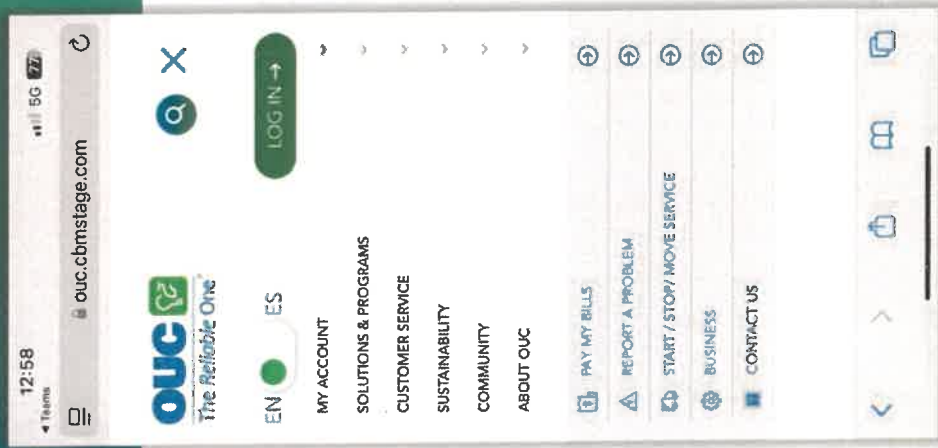 12:58
5G 77
◀ Teams
ouc.cbmstage.com
OUC
The Reliable One
EN ES
LOG IN →
MY ACCOUNT
SOLUTIONS & PROGRAMS
CUSTOMER SERVICE
SUSTAINABILITY
COMMUNITY
ABOUT OUC
PAY MY BILLS
REPORT A PROBLEM
START / STOP / MOVE SERVICE
BUSINESS
CONTACT US